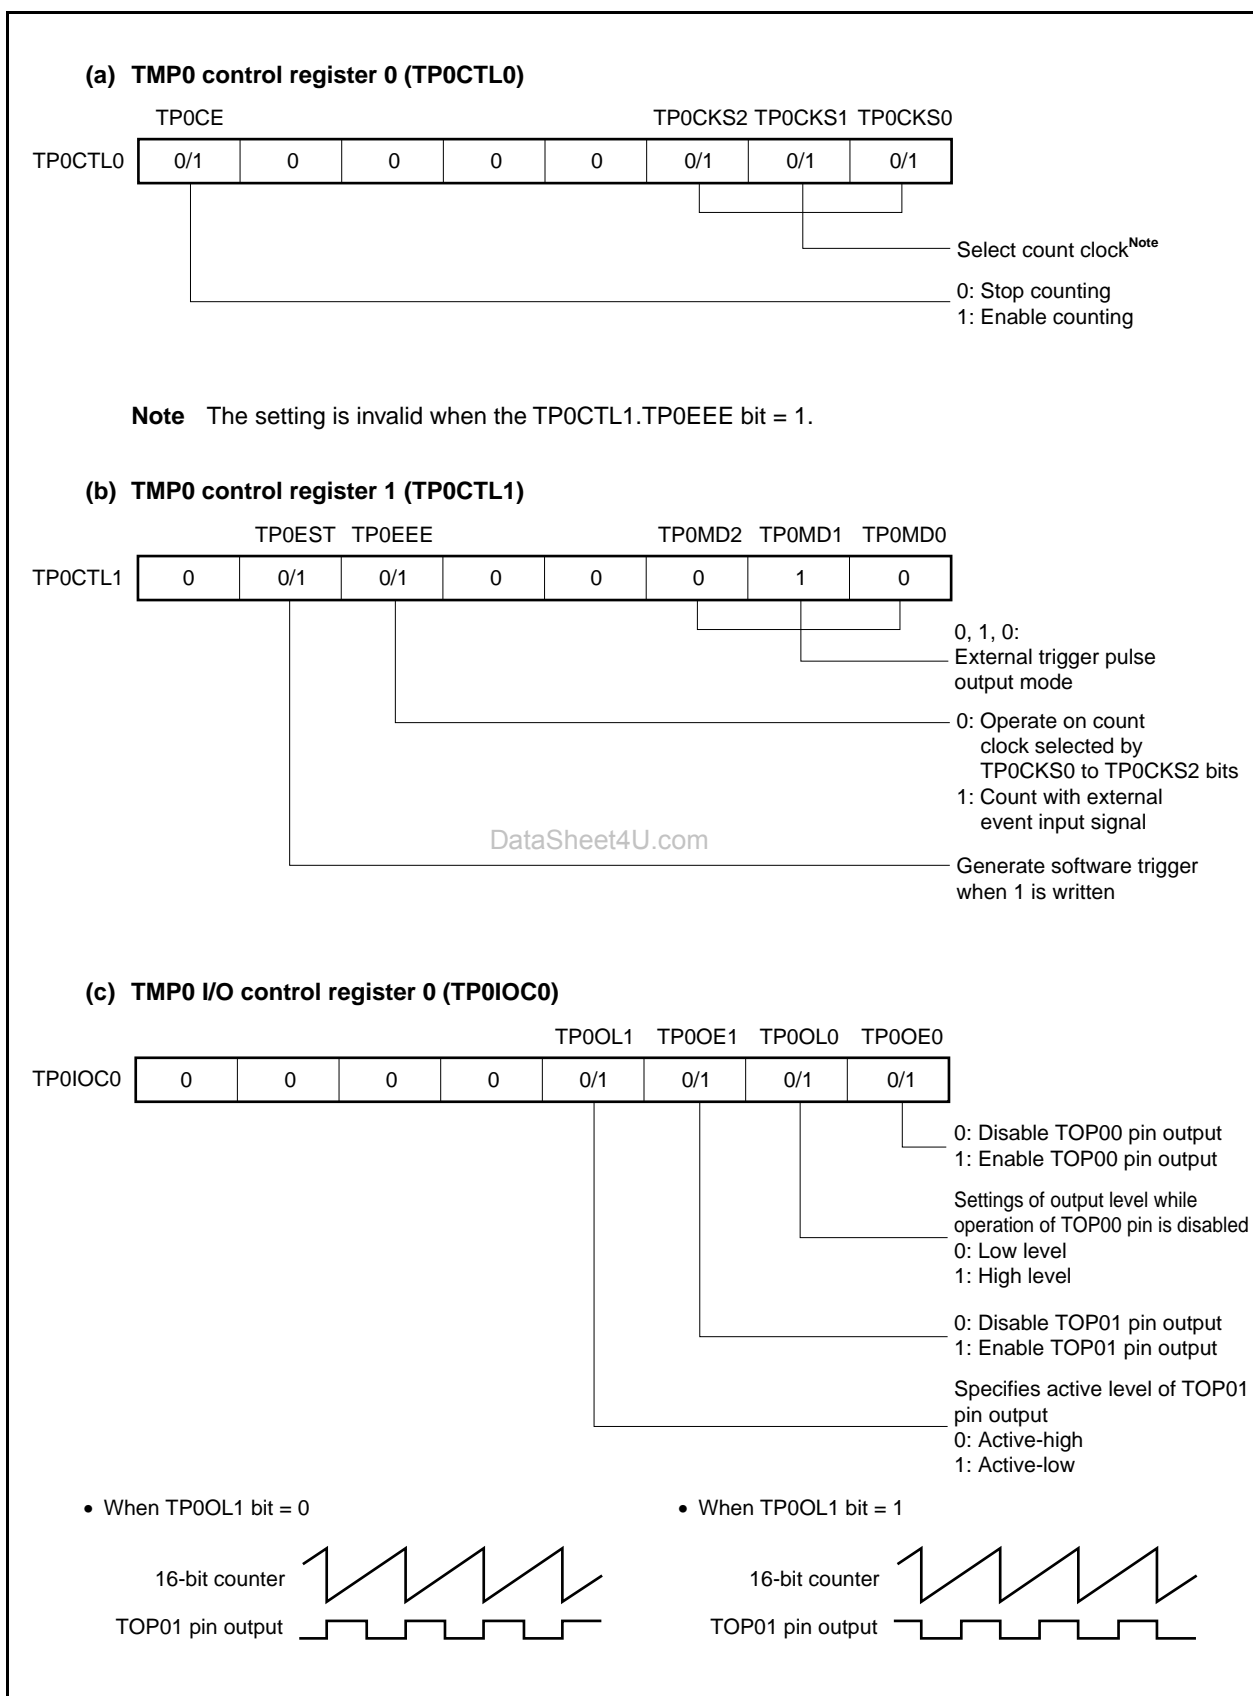 (a) TMP0 control register 0 (TP0CTL0)
TP0CE TP0CKS2 TP0CKS1 TP0CKS0
TP0CTL0 0/1 0 0 0 0 0/1 0/1 0/1
Select count clockNote
0: Stop counting
1: Enable counting
Note The setting is invalid when the TP0CTL1.TP0EEE bit = 1.
(b) TMP0 control register 1 (TP0CTL1)
TP0EST TP0EEE TP0MD2 TP0MD1 TP0MD0
TP0CTL1 0 0/1 0/1 0 0 0 1 0
0, 1, 0:
External trigger pulse
output mode
0: Operate on count
clock selected by
TP0CKS0 to TP0CKS2 bits
1: Count with external
event input signal
DataSheet4U.com
Generate software trigger
when 1 is written
(c) TMP0 I/O control register 0 (TP0IOC0)
TP0OL1 TP0OE1 TP0OL0 TP0OE0
TP0IOC0 0 0 0 0 0/1 0/1 0/1 0/1
0: Disable TOP00 pin output
1: Enable TOP00 pin output
Settings of output level while
operation of TOP00 pin is disabled
0: Low level
1: High level
0: Disable TOP01 pin output
1: Enable TOP01 pin output
Specifies active level of TOP01
pin output
0: Active-high
1: Active-low
• When TP0OL1 bit = 0
16-bit counter
TOP01 pin output
• When TP0OL1 bit = 1
16-bit counter
TOP01 pin output